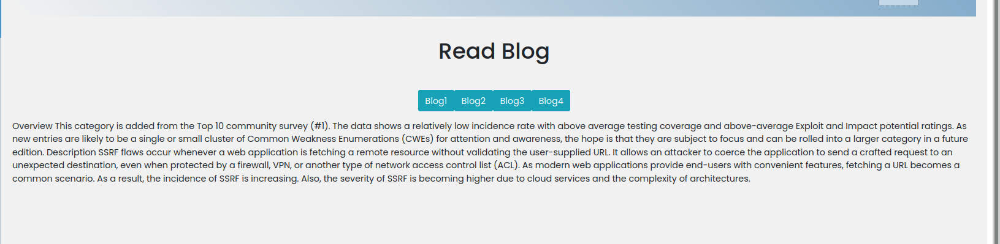 Read Blog
Blog1 Blog2 Blog3 Blog4
Overview This category is added from the Top 10 community survey (#1). The data shows a relatively low incidence rate with above average testing coverage and above-average Exploit and Impact potential ratings. As
new entries are likely to be a single or small cluster of Common Weakness Enumerations (CWEs) for attention and awareness, the hope is that they are subject to focus and can be rolled into a larger category in a future
edition. Description SSRF flaws occur whenever a web application is fetching a remote resource without validating the user-supplied URL. It allows an attacker to coerce the application to send a crafted request to an
unexpected destination, even when protected by a firewall, VPN, or another type of network access control list (ACL). As modern web applications provide end-users with convenient features, fetching a URL becomes a
common scenario. As a result, the incidence of SSRF is increasing. Also, the severity of SSRF is becoming higher due to cloud services and the complexity of architectures.